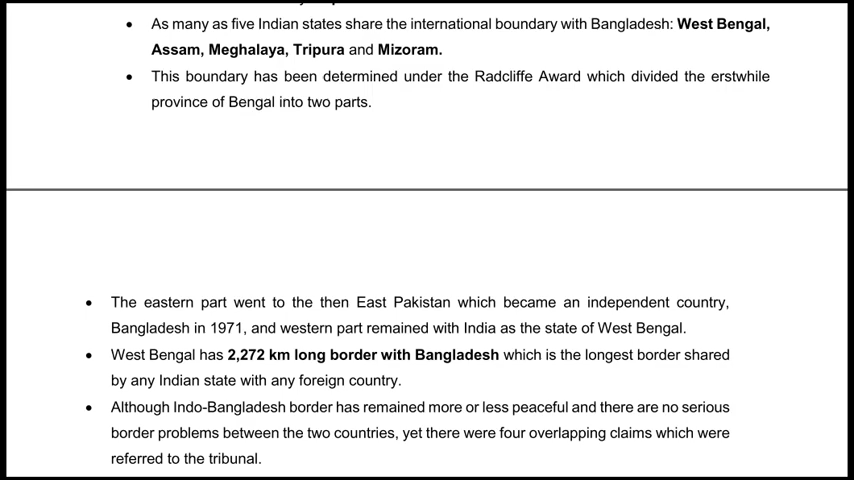 As many as five Indian states share the international boundary with Bangladesh: West Bengal,
Assam, Meghalaya, Tripura and Mizoram.
This boundary has been determined under the Radcliffe Award which divided the erstwhile
province of Bengal into two parts.
The eastern part went to the then East Pakistan which became an independent country,
Bangladesh in 1971, and western part remained with India as the state of West Bengal.
West Bengal has 2,272 km long border with Bangladesh which is the longest border shared
by any Indian state with any foreign country.
Although Indo-Bangladesh border has remained more or less peaceful and there are no serious
border problems between the two countries, yet there were four overlapping claims which were
referred to the tribunal.